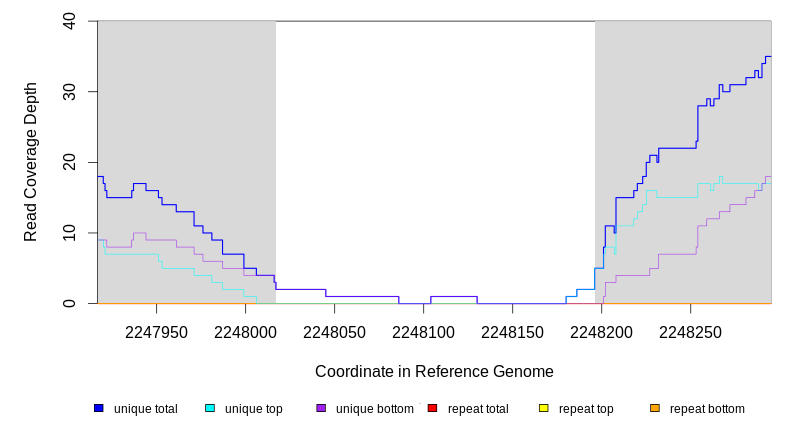 40
30
20
10
0
Read Coverage Depth
2247950 2248000 2248050 2248100 2248150 2248200 2248250
Coordinate in Reference Genome
unique total unique top unique bottom repeat total repeat top repeat bottom